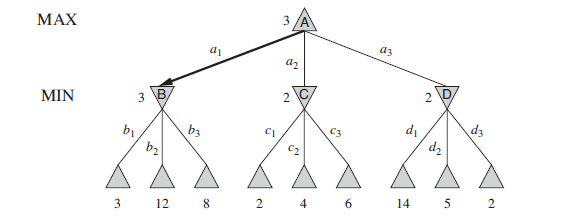 MAX 3 A
a₁ a₂ a₃
MIN 3 B 2 C 2 D
b₁ b₂ b₃ c₁ c₂ c₃ d₁ d₂ d₃
3 12 8 2 4 6 14 5 2